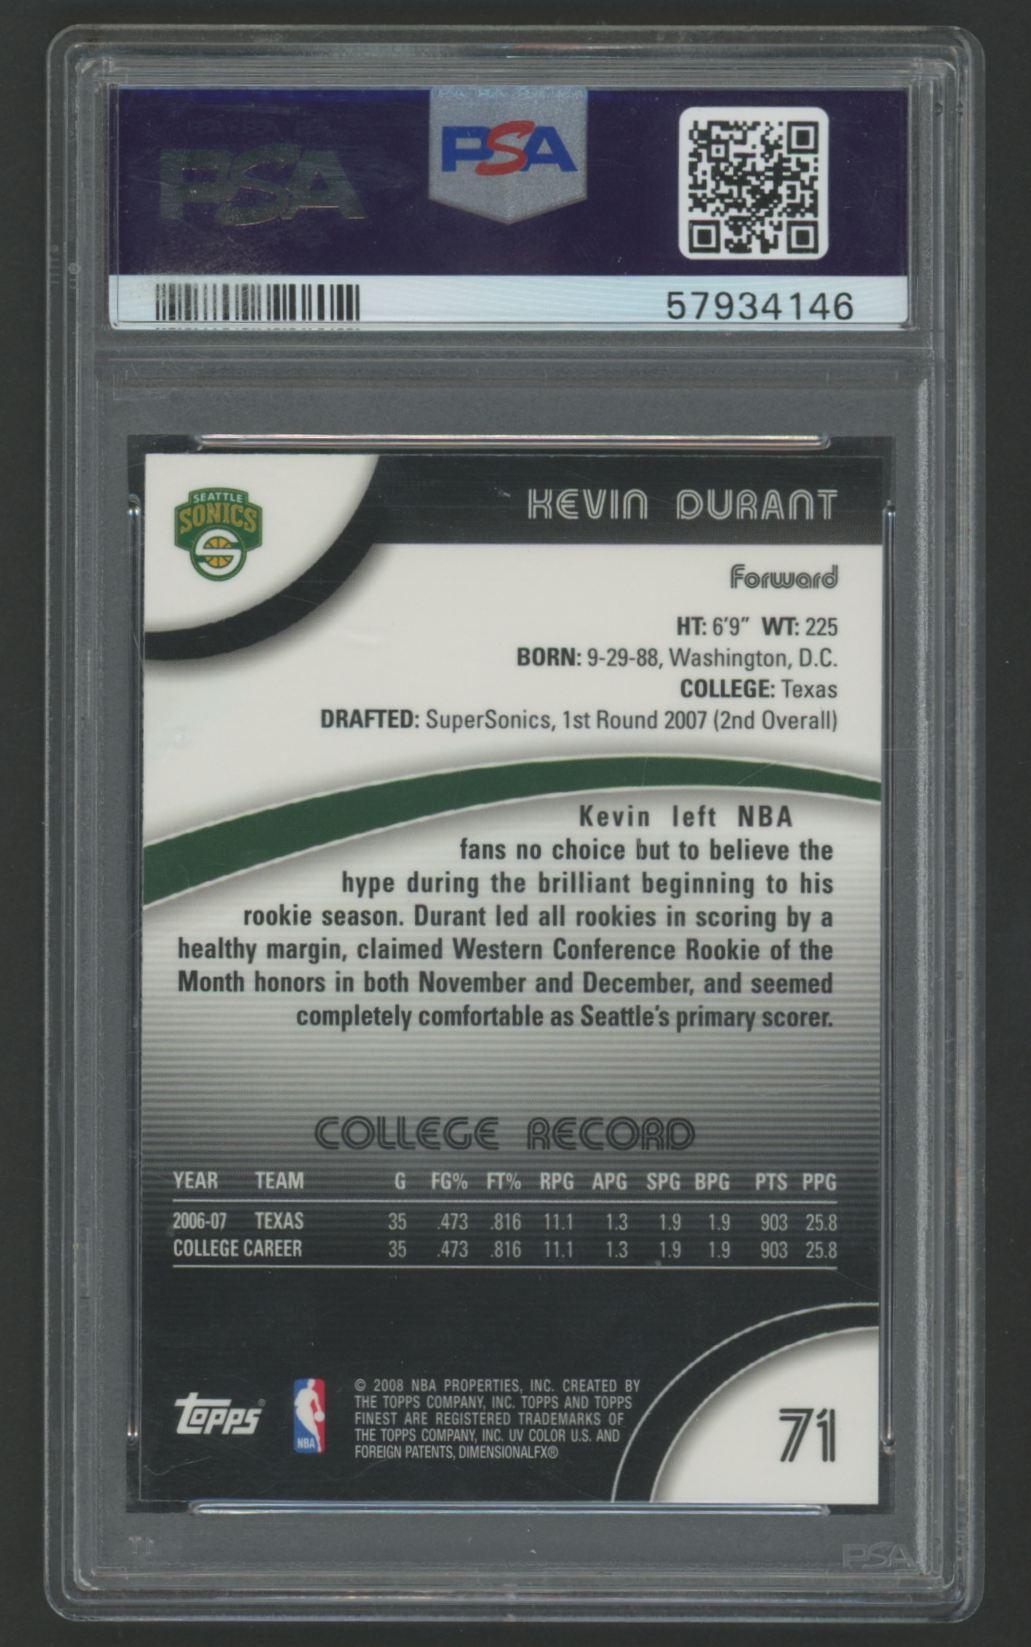 PSA
PSA
57934146
SEATTLE
SONICS
KEVIN DURANT
Forward
HT: 6'9" WT: 225
BORN: 9-29-88, Washington, D.C.
COLLEGE: Texas
DRAFTED: SuperSonics, 1st Round 2007 (2nd Overall)
Kevin left NBA
fans no choice but to believe the
hype during the brilliant beginning to his
rookie season. Durant led all rookies in scoring by a
healthy margin, claimed Western Conference Rookie of the
Month honors in both November and December, and seemed
completely comfortable as Seattle's primary scorer.
COLLEGE RECORD
YEAR TEAM G FG% FT% RPG APG SPG BPG PTS PPG
2006-07 TEXAS 35 .473 .816 11.1 1.3 1.9 1.9 903 25.8
COLLEGE CAREER 35 .473 .816 11.1 1.3 1.9 1.9 903 25.8
topps®
NBA
© 2008 NBA PROPERTIES, INC. CREATED BY
THE TOPPS COMPANY, INC. TOPPS AND TOPPS
FINEST ARE REGISTERED TRADEMARKS OF
THE TOPPS COMPANY, INC. UV COLOR U.S. AND
FOREIGN PATENTS, DIMENSIONALFX®
71
PSA